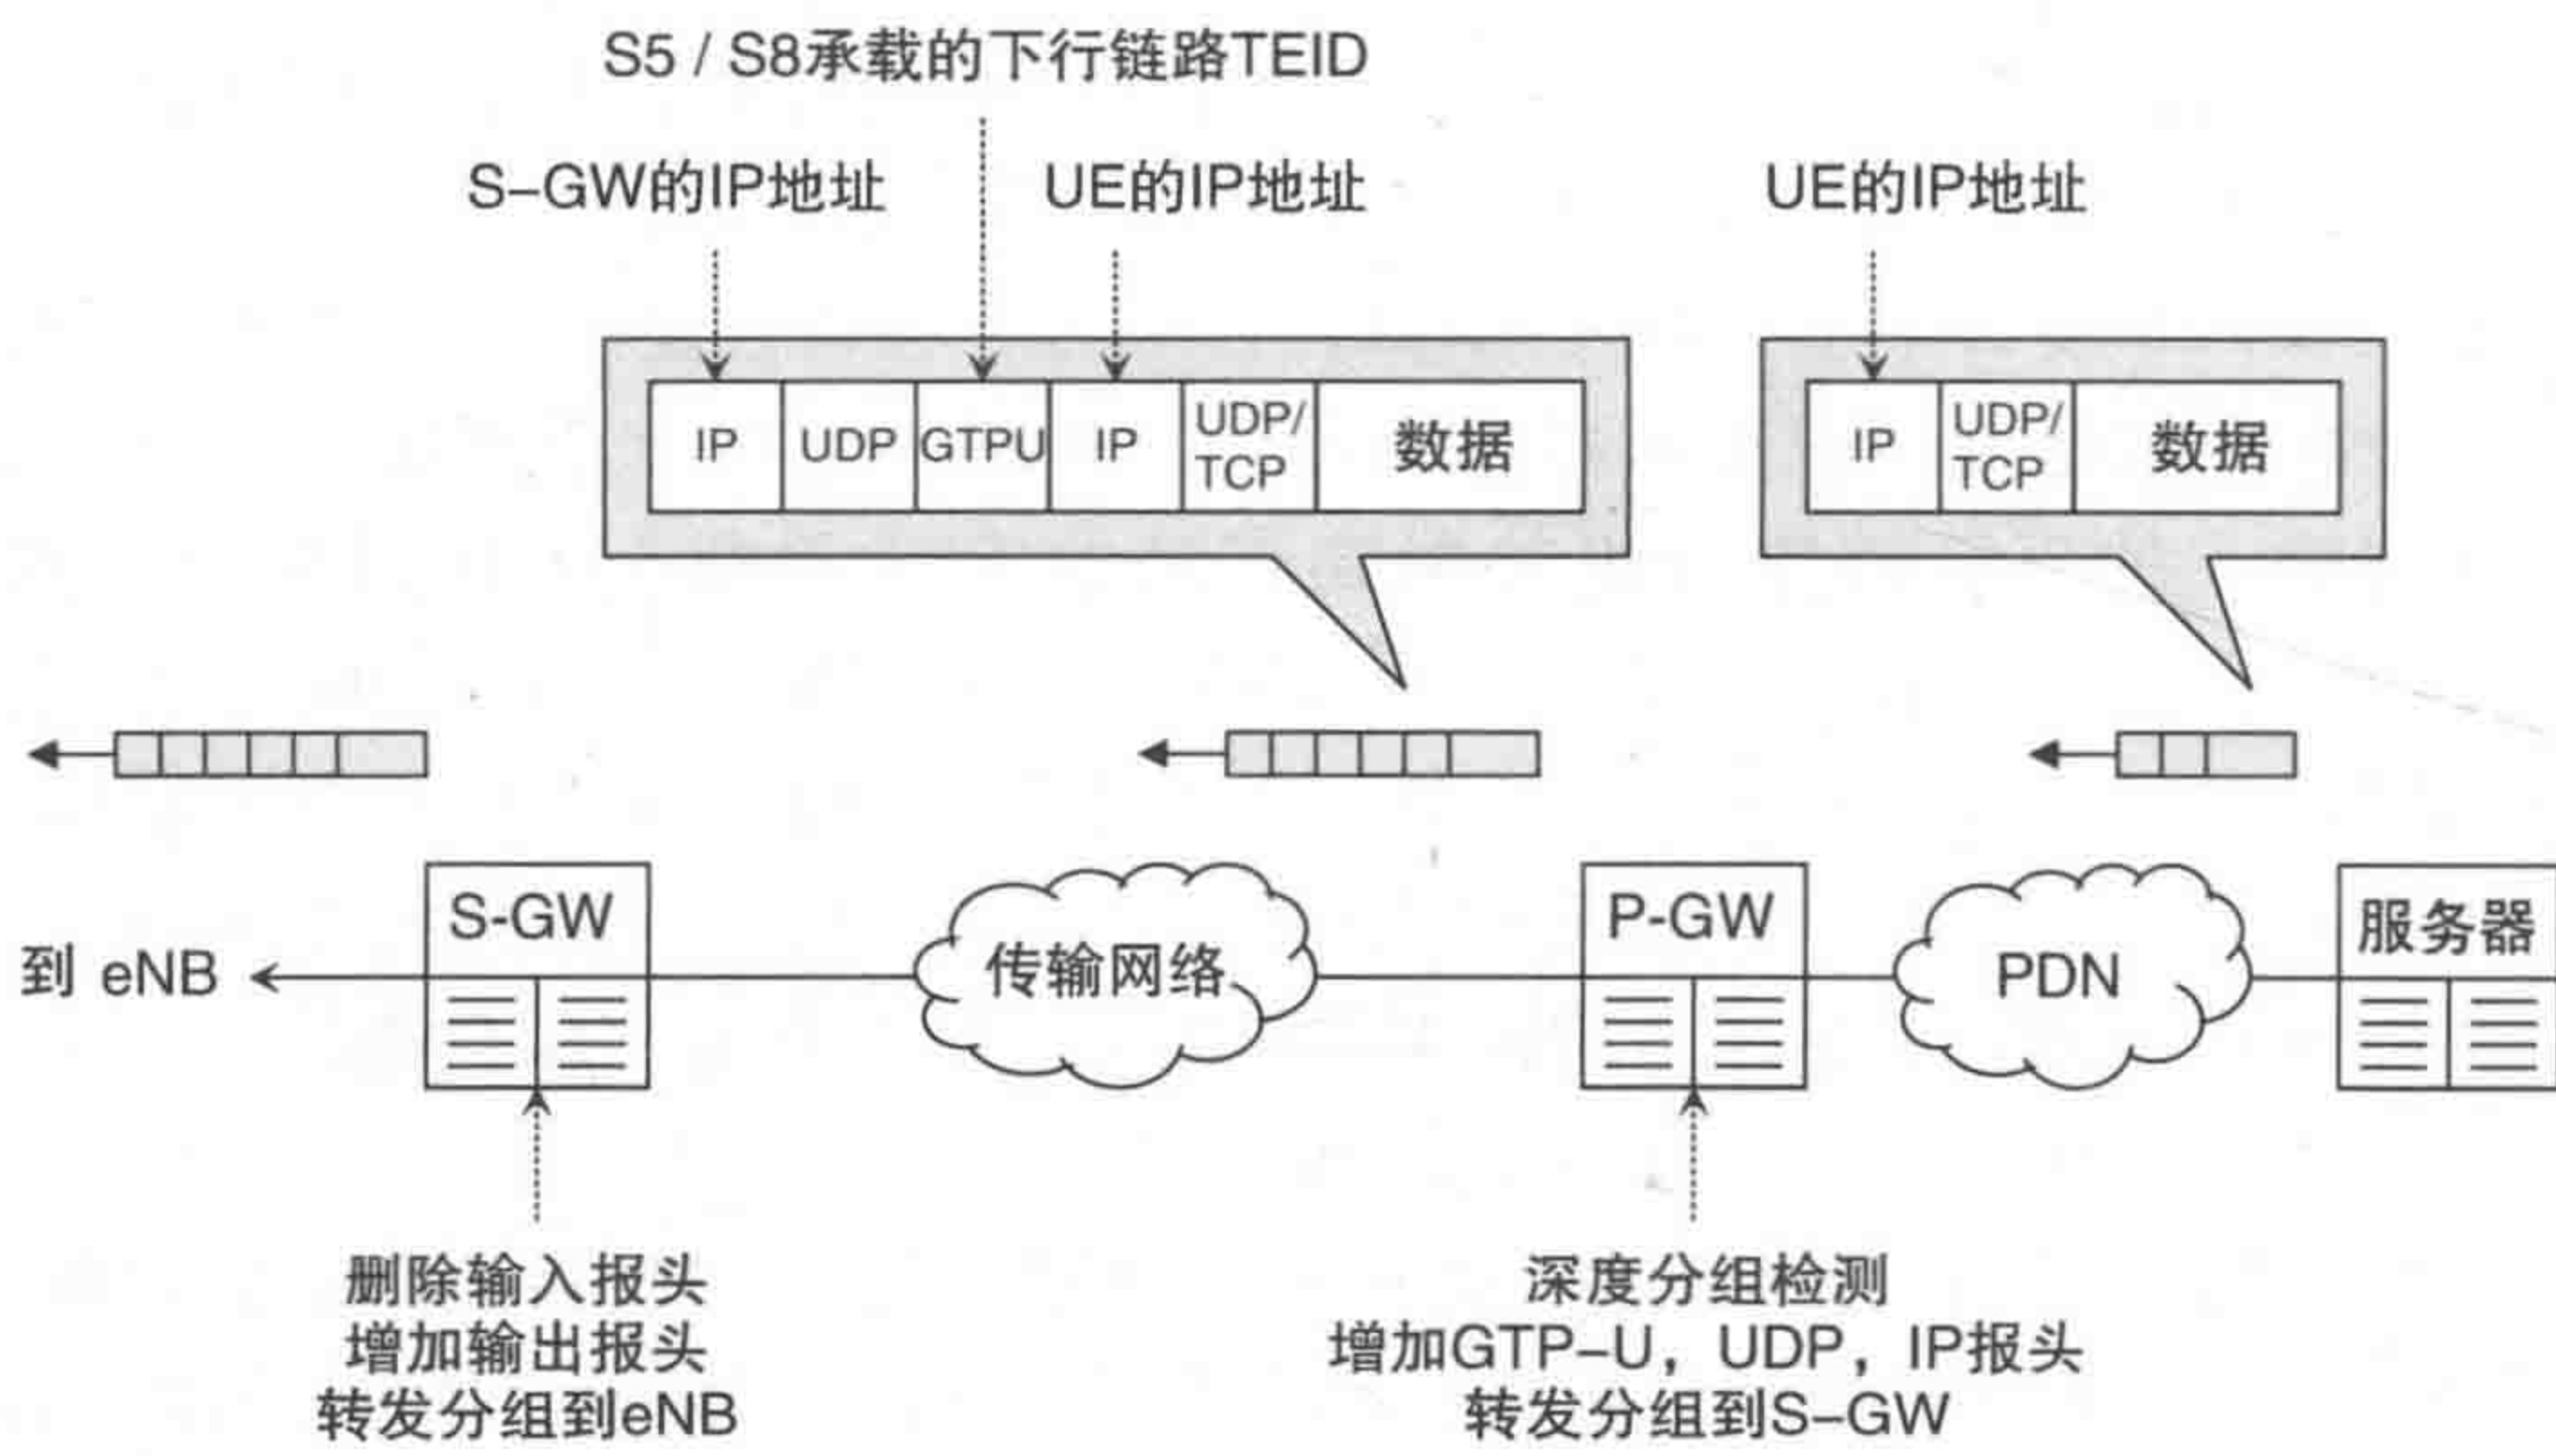 S5 / S8承载的下行链路TEID
S–GW的IP地址
UE的IP地址
UE的IP地址
IP
UDP
GTPU
IP
UDP/
TCP
数据
IP
UDP/
TCP
数据
到 eNB
S-GW
传输网络
P-GW
PDN
服务器
删除输入报头
增加输出报头
转发分组到eNB
深度分组检测
增加GTP–U，UDP，IP报头
转发分组到S–GW